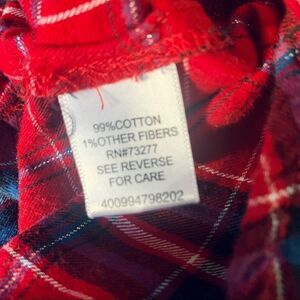 99%COTTON
1%OTHER FIBERS
RN#73277
SEE REVERSE
FOR CARE
400994798202